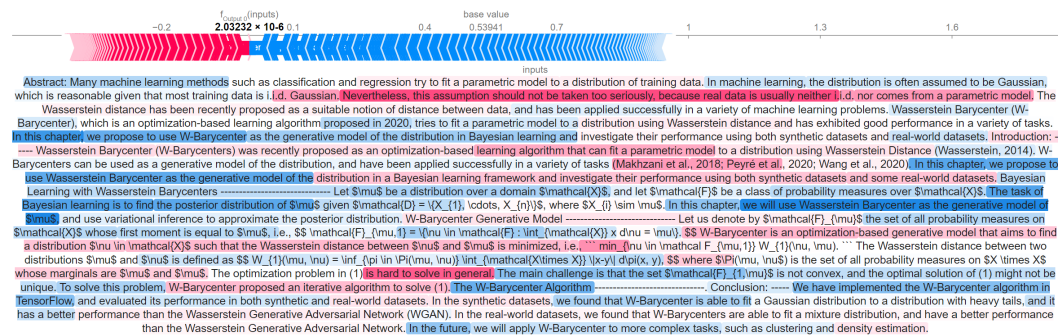 f Output 0(inputs)
base value
−0.2
2.03232 × 10-6
0.1
0.4
0.53941
0.7
1
1.3
1.6
inputs
Abstract: Many machine learning methods such as classification and regression try to fit a parametric model to a distribution of training data. In machine learning, the distribution is often assumed to be Gaussian,
which is reasonable given that most training data is i.i.d. Gaussian. Nevertheless, this assumption should not be taken too seriously, because real data is usually neither i.i.d. nor comes from a parametric model. The
Wasserstein distance has been recently proposed as a suitable notion of distance between data, and has been applied successfully in a variety of machine learning problems. Wasserstein Barycenter (W-
Barycenter), which is an optimization-based learning algorithm proposed in 2020, tries to fit a parametric model to a distribution using Wasserstein distance and has exhibited good performance in a variety of tasks.
In this chapter, we propose to use W-Barycenter as the generative model of the distribution in Bayesian learning and investigate their performance using both synthetic datasets and real-world datasets. Introduction: -
---- Wasserstein Barycenter (W-Barycenters) was recently proposed as an optimization-based learning algorithm that can fit a parametric model to a distribution using Wasserstein Distance (Wasserstein, 2014). W-
Barycenters can be used as a generative model of the distribution, and have been applied successfully in a variety of tasks (Makhzani et al., 2018; Peyré et al., 2020; Wang et al., 2020). In this chapter, we propose to
use Wasserstein Barycenter as the generative model of the distribution in a Bayesian learning framework and investigate their performance using both synthetic datasets and some real-world datasets. Bayesian
Learning with Wasserstein Barycenters ------------------------------- Let $\mu$ be a distribution over a domain $\mathcal{X}$, and let $\mathcal{F}$ be a class of probability measures over $\mathcal{X}$. The task of
Bayesian learning is to find the posterior distribution of $\mu$ given $\mathcal{D} = \{X_{1}, \cdots, X_{n}\}$, where $X_{i} \sim \mu$. In this chapter, we will use Wasserstein Barycenter as the generative model of
$\mu$, and use variational inference to approximate the posterior distribution. W-Barycenter Generative Model ---------------------------- Let us denote by $\mathcal{F}_{\mu}$ the set of all probability measures on
$\mathcal{X}$ whose first moment is equal to $\mu$, i.e., $$ \mathcal{F}_{\mu,1} = \{\nu \in \mathcal{F} : \int_{\mathcal{X}} x d\nu = \mu\}. $$ W-Barycenter is an optimization-based generative model that aims to find
a distribution $\nu \in \mathcal{X}$ such that the Wasserstein distance between $\nu$ and $\mu$ is minimized, i.e., ``` min_{\nu \in \mathcal F_{\mu,1}} W_{1}(\nu, \mu). ``` The Wasserstein distance between two
distributions $\mu$ and $\nu$ is defined as $$ W_{1}(\mu, \nu) = \inf_{\pi \in \Pi(\mu, \nu)} \int_{\mathcal{X\times X}} \|x-y\| d\pi(x, y), $$ where $\Pi(\mu, \nu)$ is the set of all probability measures on $X \times X$
whose marginals are $\mu$ and $\nu$. The optimization problem in (1) is hard to solve in general. The main challenge is that the set $\mathcal{F}_{1,\mu}$ is not convex, and the optimal solution of (1) might not be
unique. To solve this problem, W-Barycenter proposed an iterative algorithm to solve (1). The W-Barycenter Algorithm ----------------------------. Conclusion: ----- We have implemented the W-Barycenter algorithm in
TensorFlow, and evaluated its performance in both synthetic and real-world datasets. In the synthetic datasets, we found that W-Barycenter is able to fit a Gaussian distribution to a distribution with heavy tails, and it
has a better performance than the Wasserstein Generative Adversarial Network (WGAN). In the real-world datasets, we found that W-Barycenters are able to fit a mixture distribution, and have a better performance
than the Wasserstein Generative Adversarial Network. In the future, we will apply W-Barycenter to more complex tasks, such as clustering and density estimation.